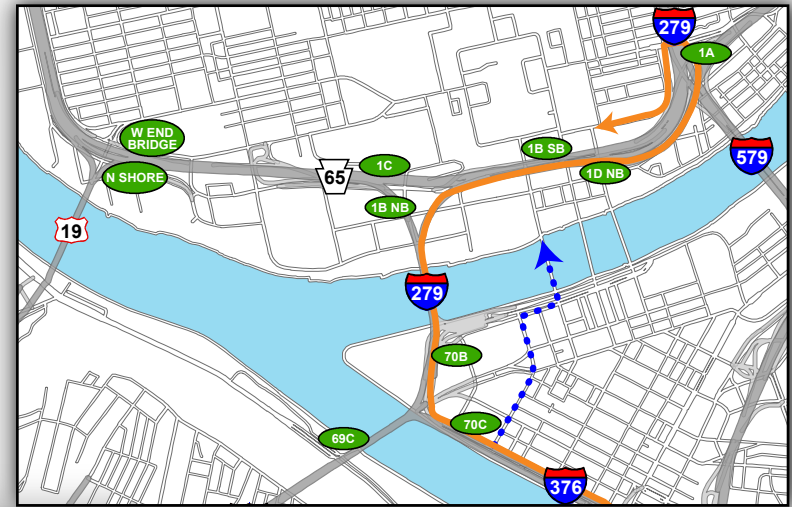 279
1A
W END
BRIDGE
1B SB
579
1C
65
1D NB
N SHORE
1B NB
19
279
70B
70C
69C
376